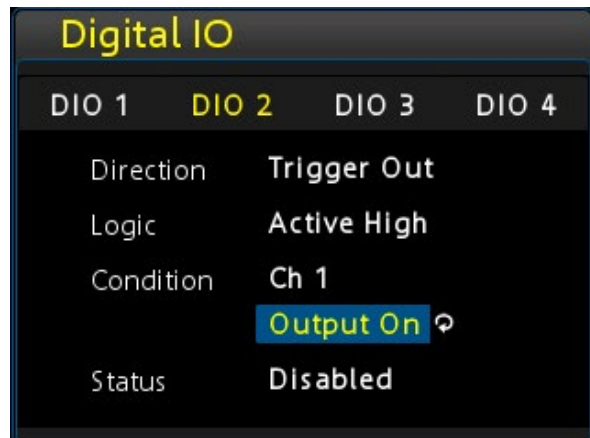 Digital IO
DIO 1 DIO 2 DIO 3 DIO 4
Direction Trigger Out
Logic Active High
Condition Ch 1
Output On
Status Disabled